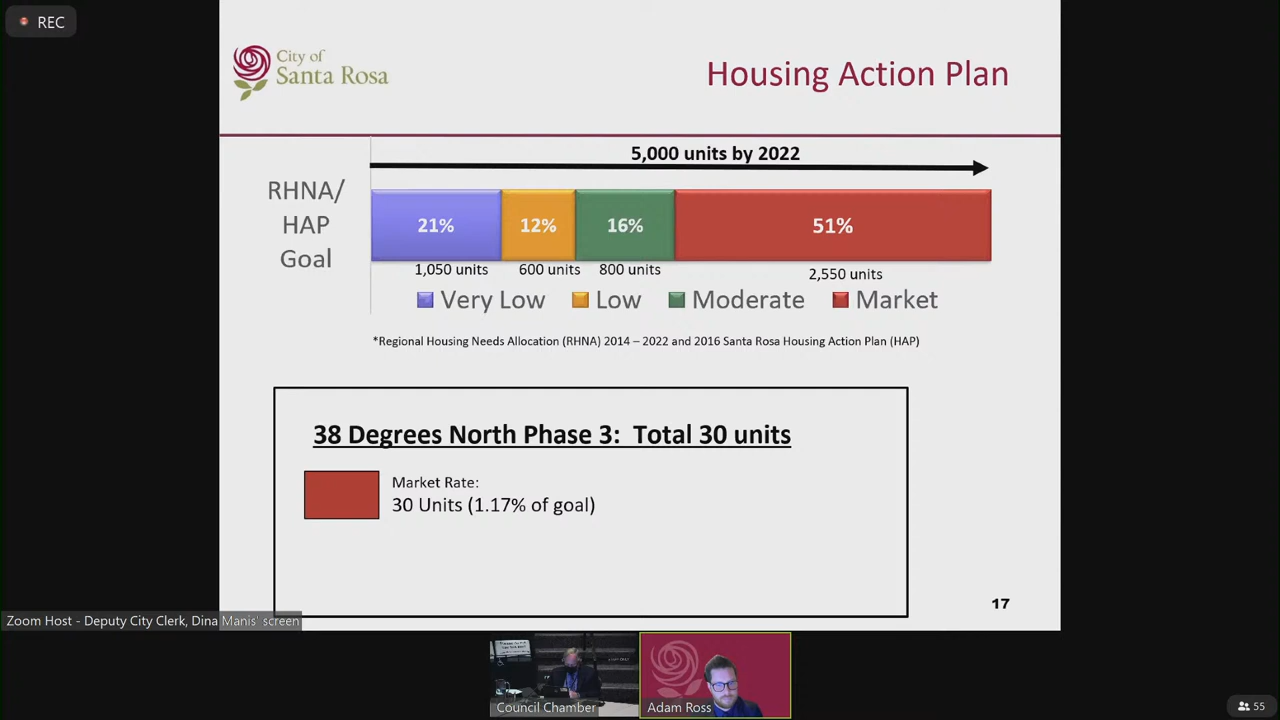 REC
City of
Santa Rosa
Housing Action Plan
5,000 units by 2022
RHNA/
HAP
Goal
21%
12%
16%
51%
1,050 units
600 units
800 units
2,550 units
Very Low
Low
Moderate
Market
*Regional Housing Needs Allocation (RHNA) 2014 – 2022 and 2016 Santa Rosa Housing Action Plan (HAP)
38 Degrees North Phase 3:  Total 30 units
Market Rate:
30 Units (1.17% of goal)
17
Zoom Host - Deputy City Clerk, Dina Manis' screen
Council Chamber
Adam Ross
55